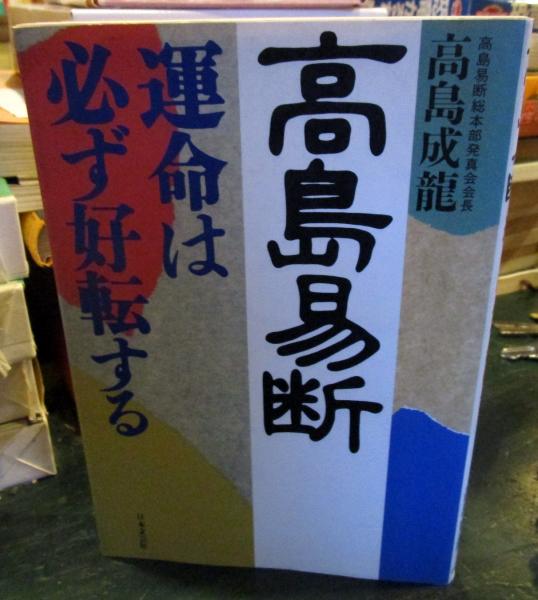 高島易断総本部発真会会長
高島成龍
高島易断
運命は
必ず好転する